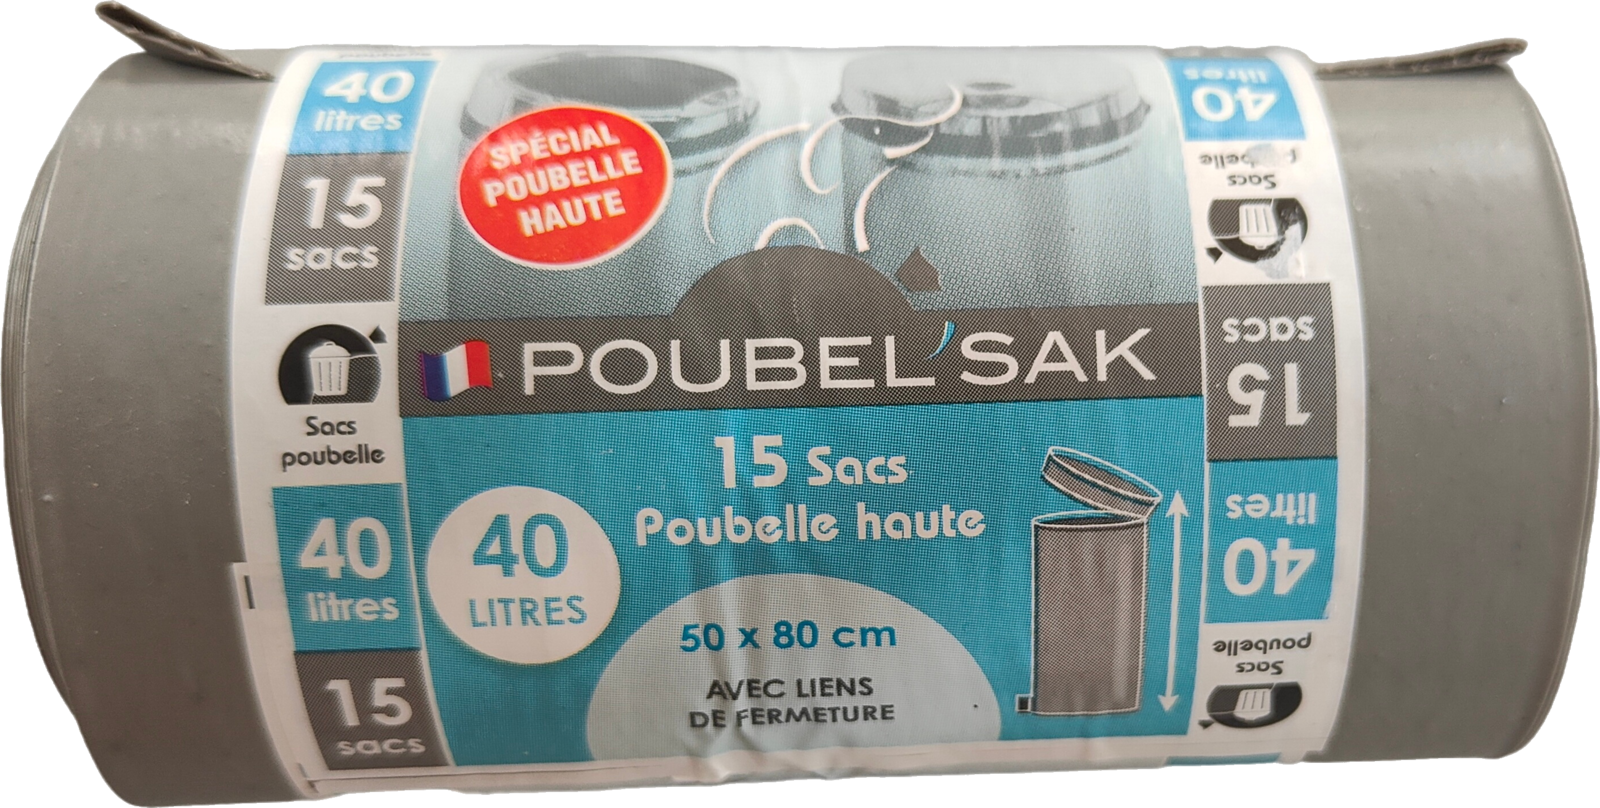 40
litres
15
sacs
Sacs
poubelle
40
litres
15
sacs
SPÉCIAL
POUBELLE
HAUTE
POUBEL'SAK
15 Sacs
Poubelle haute
40
LITRES
50 x 80 cm
AVEC LIENS
DE FERMETURE
40
litres
Sacs
poubelle
15
sacs
40
litres
Sacs
poubelle